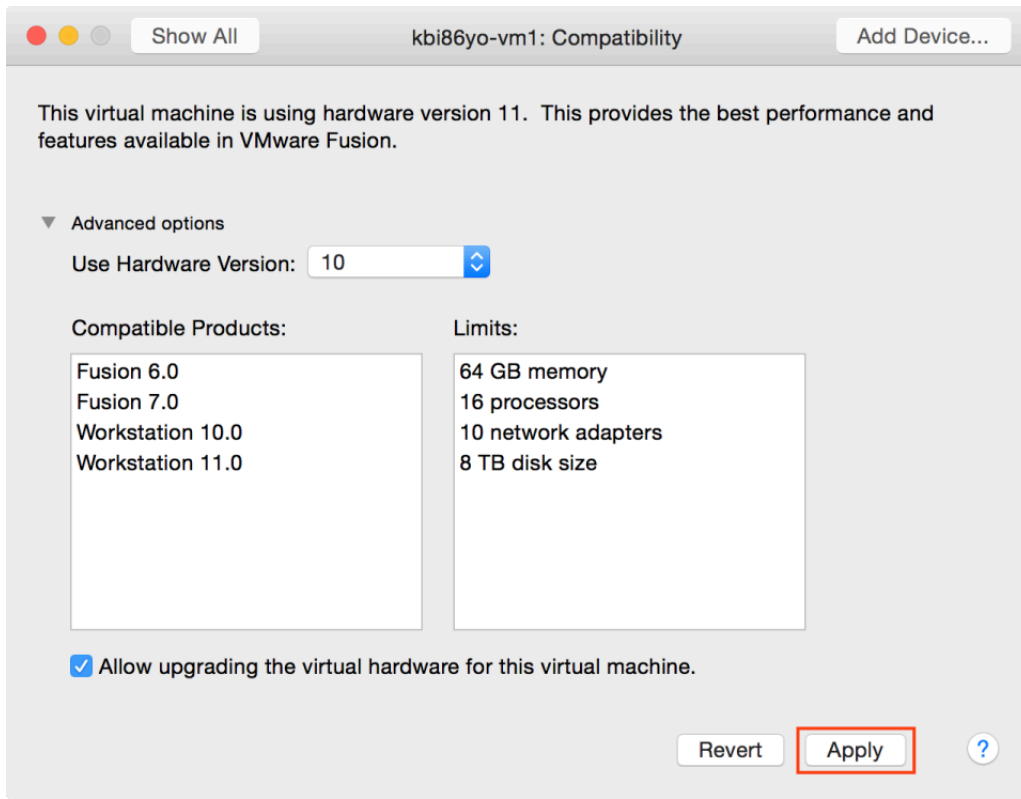 Show All
kbi86yo-vm1: Compatibility
Add Device...
This virtual machine is using hardware version 11. This provides the best performance and
features available in VMware Fusion.
Advanced options
Use Hardware Version: 10
Compatible Products:
Fusion 6.0
Fusion 7.0
Workstation 10.0
Workstation 11.0
Limits:
64 GB memory
16 processors
10 network adapters
8 TB disk size
Allow upgrading the virtual hardware for this virtual machine.
Revert
Apply
?